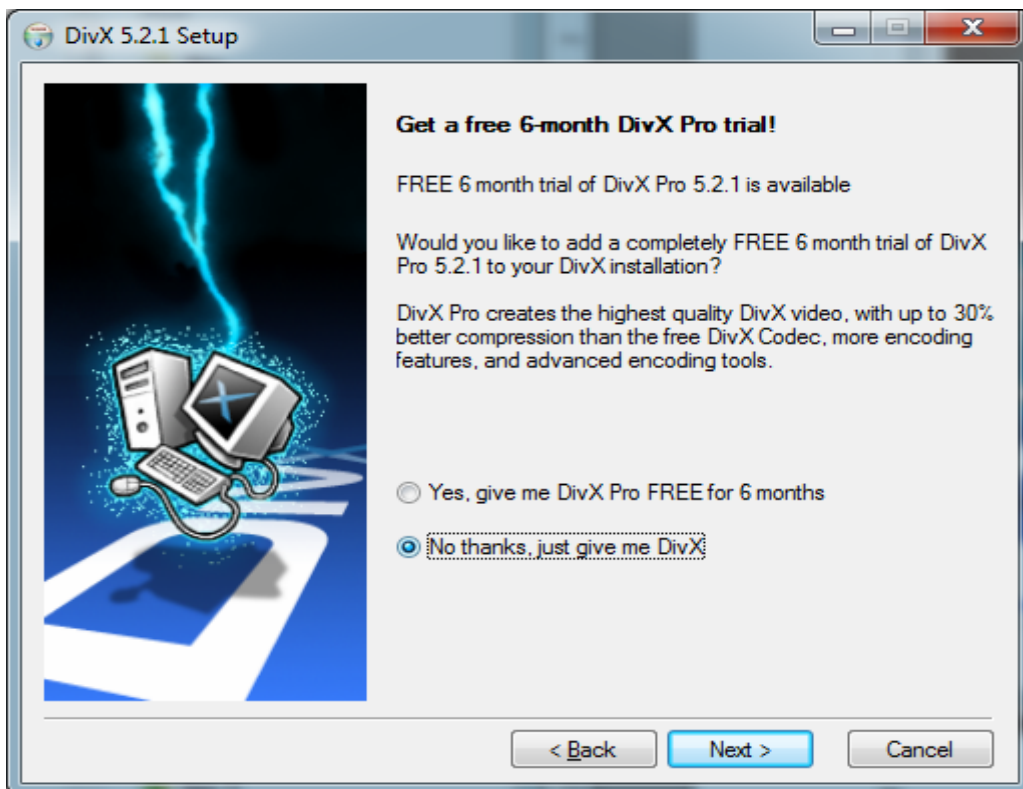 DivX 5.2.1 Setup
Get a free 6-month DivX Pro trial!
FREE 6 month trial of DivX Pro 5.2.1 is available
Would you like to add a completely FREE 6 month trial of DivX
Pro 5.2.1 to your DivX installation?
DivX Pro creates the highest quality DivX video, with up to 30%
better compression than the free DivX Codec, more encoding
features, and advanced encoding tools.
Yes, give me DivX Pro FREE for 6 months
No thanks, just give me DivX
< Back
Next >
Cancel